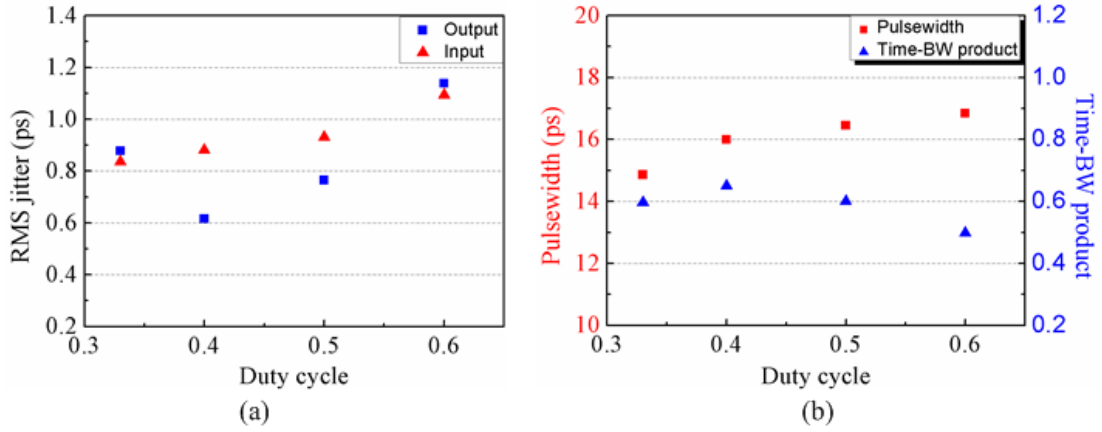 1.4
1.2
1.0
0.8
0.6
0.4
0.2
RMS jitter (ps)
Output
Input
0.3 0.4 0.5 0.6
Duty cycle
(a)
20
18
16
14
12
10
Pulsewidth (ps)
Pulsewidth
Time-BW product
1.2
1.0
0.8
0.6
0.4
0.2
Time-BW product
0.3 0.4 0.5 0.6
Duty cycle
(b)